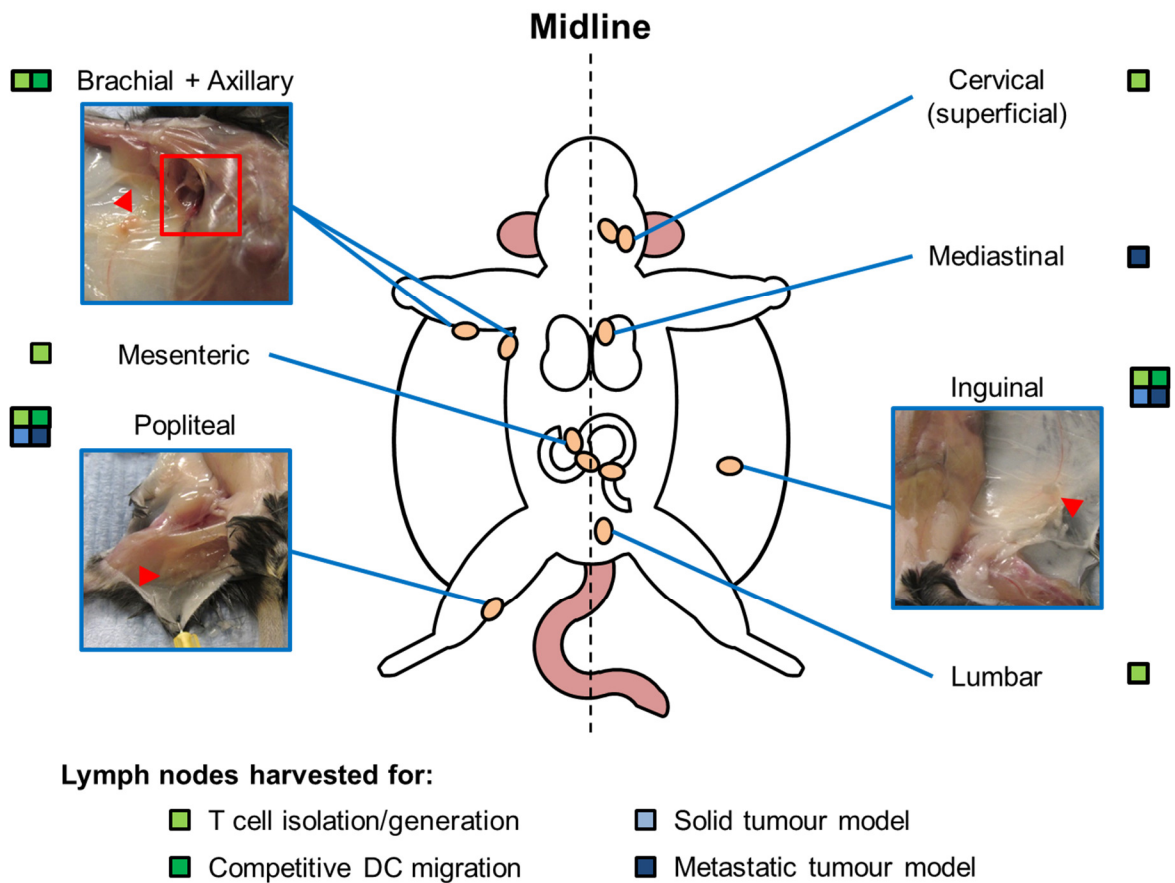 Midline
Brachial + Axillary
Cervical
(superficial)
Mediastinal
Mesenteric
Inguinal
Popliteal
Lumbar
Lymph nodes harvested for:
T cell isolation/generation
Solid tumour model
Competitive DC migration
Metastatic tumour model